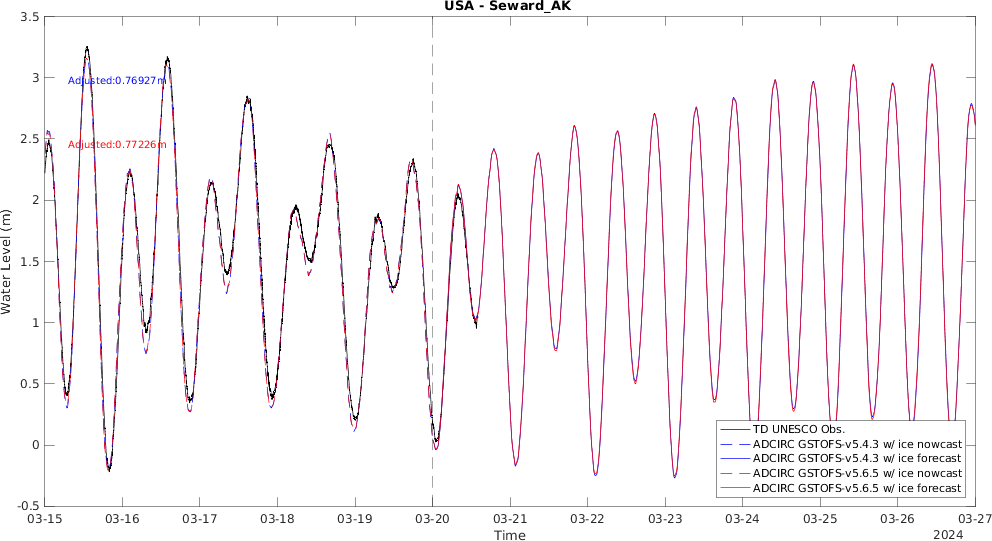 USA - Seward_AK
3.5
3
2.5
2
1.5
1
0.5
0
-0.5
Water Level (m)
Adjusted:0.76927m
Adjusted:0.77226m
TD UNESCO Obs.
ADCIRC GSTOFS-v5.4.3 w/ ice nowcast
ADCIRC GSTOFS-v5.4.3 w/ ice forecast
ADCIRC GSTOFS-v5.6.5 w/ ice nowcast
ADCIRC GSTOFS-v5.6.5 w/ ice forecast
03-15 03-16 03-17 03-18 03-19 03-20 03-21 03-22 03-23 03-24 03-25 03-26 03-27
Time
2024